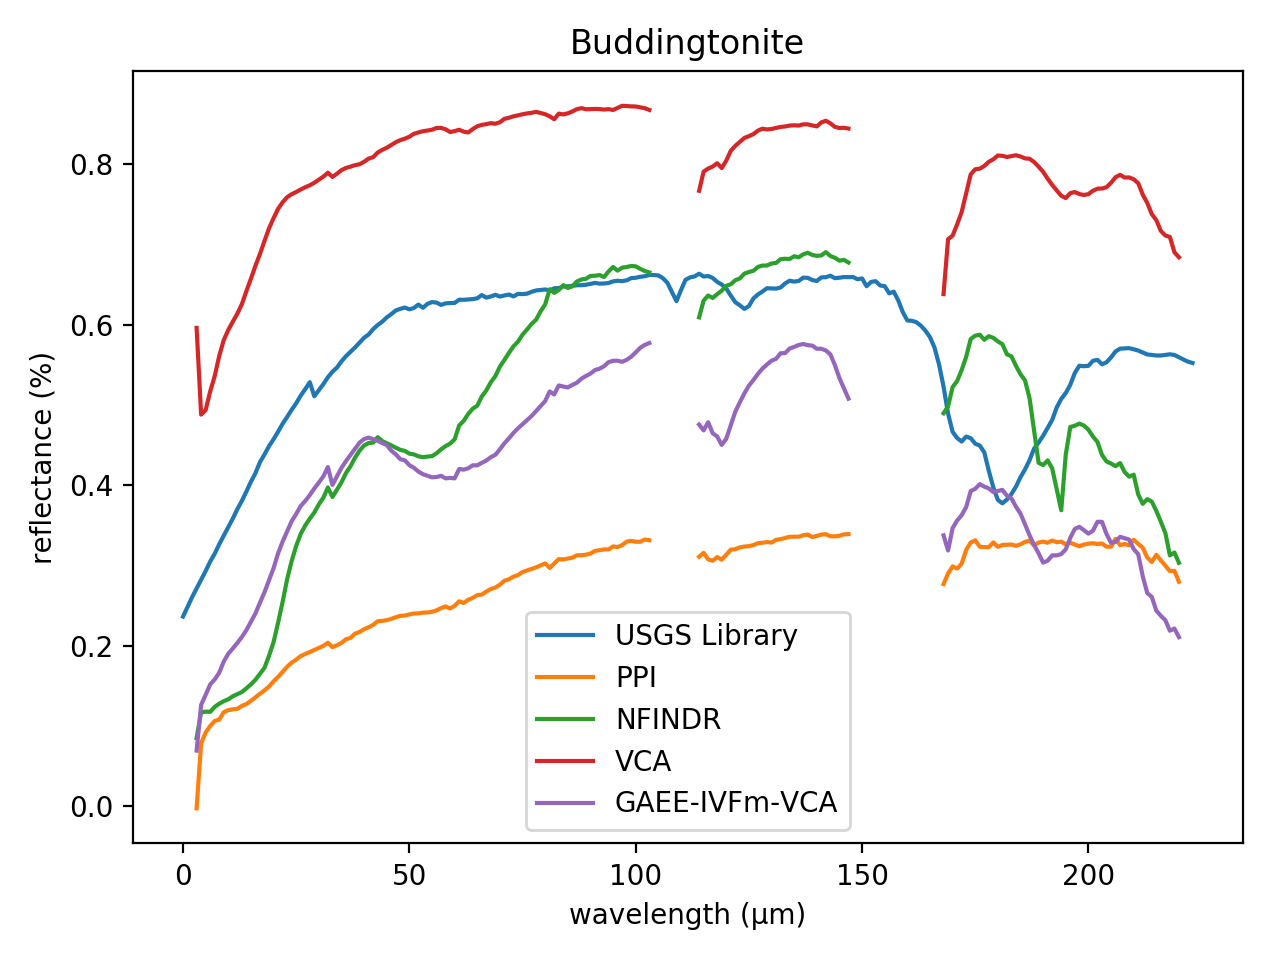 Buddingtonite
reflectance (%)
0.8
0.6
0.4
0.2
0.0
USGS Library
PPI
NFINDR
VCA
GAEE-IVFm-VCA
0 50 100 150 200
wavelength (μm)